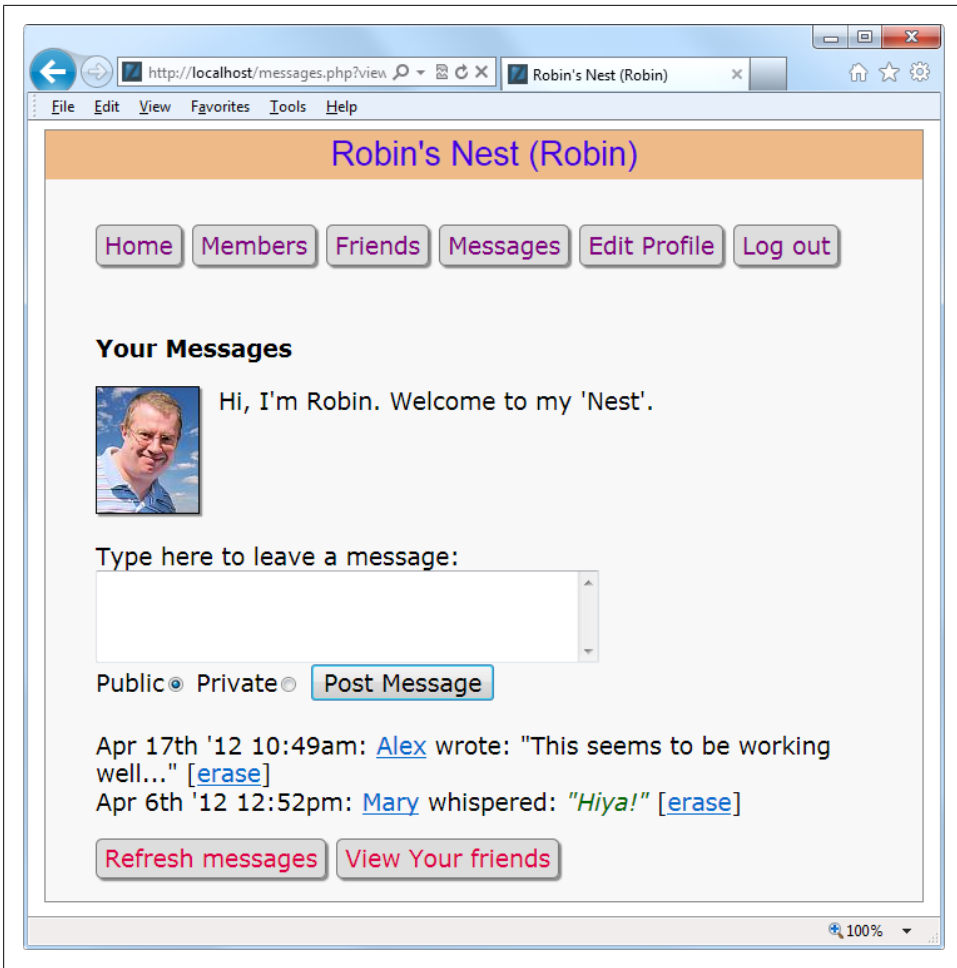 http://localhost/messages.php?view
Robin's Nest (Robin)
File Edit View Favorites Tools Help
Robin's Nest (Robin)
Home Members Friends Messages Edit Profile Log out
Your Messages
Hi, I'm Robin. Welcome to my 'Nest'.
Type here to leave a message:
Public Private Post Message
Apr 17th '12 10:49am: Alex wrote: "This seems to be working
well..." [erase]
Apr 6th '12 12:52pm: Mary whispered: "Hiya!" [erase]
Refresh messages View Your friends
100%